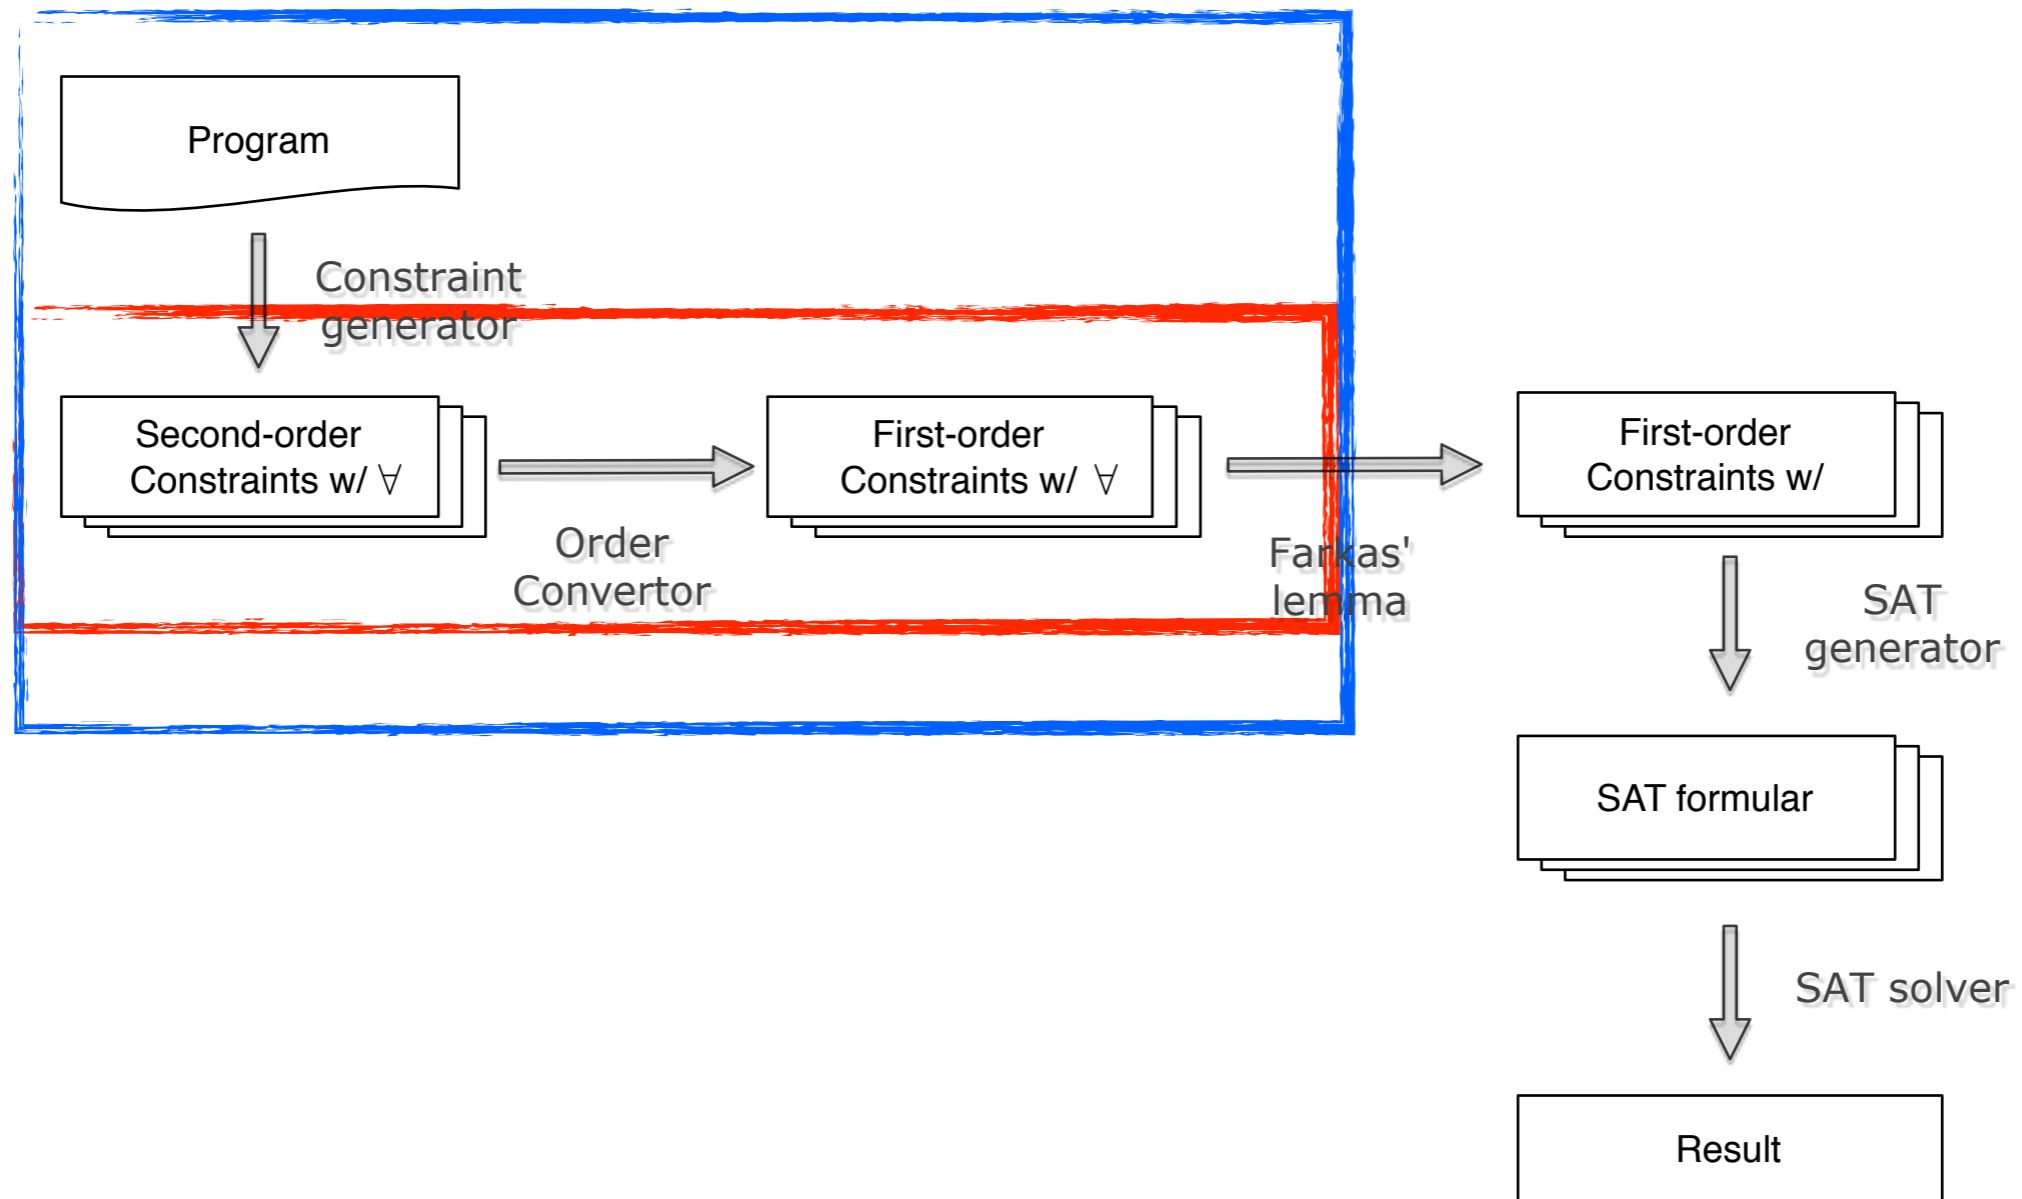 Program
Constraint
generator
Second-order
Constraints w/ ∀
Order
Convertor
First-order
Constraints w/ ∀
Farkas'
lemma
First-order
Constraints w/
SAT
generator
SAT formular
SAT solver
Result